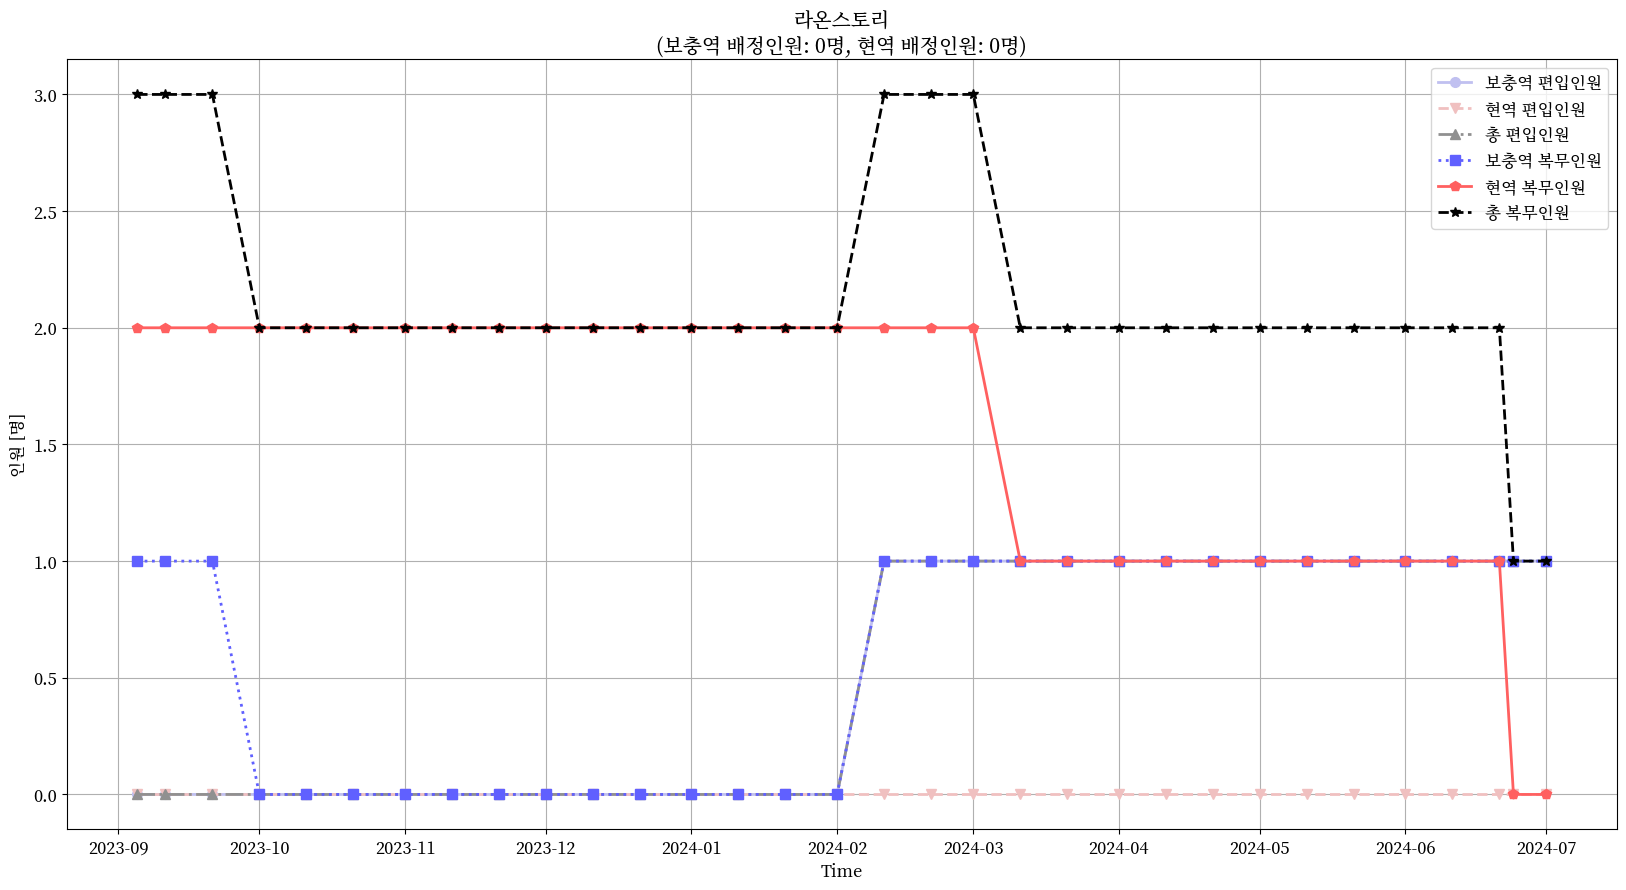 라온스토리
(보충역 배정인원: 0명, 현역 배정인원: 0명)
보충역 편입인원
현역 편입인원
총 편입인원
보충역 복무인원
현역 복무인원
총 복무인원
인원 [명]
3.0
2.5
2.0
1.5
1.0
0.5
0.0
2023-09
2023-10
2023-11
2023-12
2024-01
2024-02
2024-03
2024-04
2024-05
2024-06
2024-07
Time